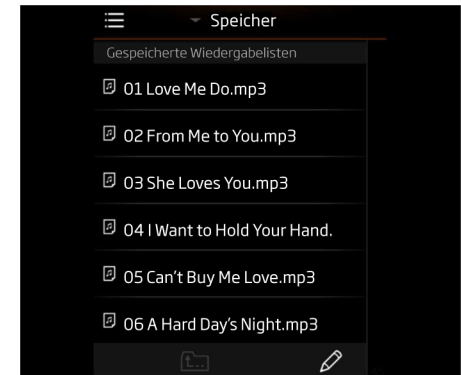 Speicher
Gespeicherte Wiedergabelisten
01 Love Me Do.mp3
02 From Me to You.mp3
03 She Loves You.mp3
04 I Want to Hold Your Hand.
05 Can't Buy Me Love.mp3
06 A Hard Day's Night.mp3